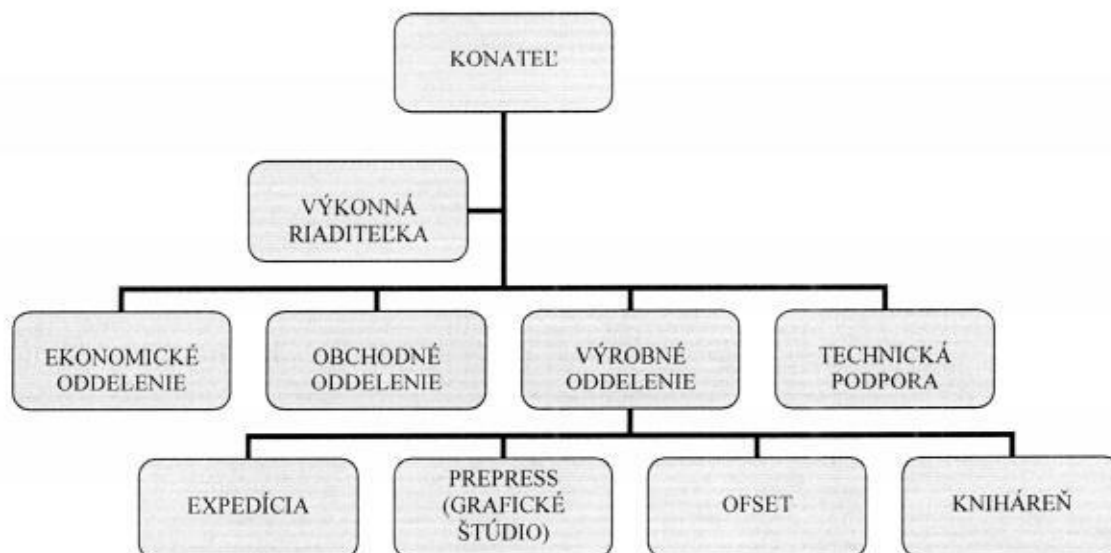 KONATEĽ
VÝKONNÁ
RIADITEĽKA
EKONOMICKÉ
ODDELENIE
OBCHODNÉ
ODDELENIE
VÝROBNÉ
ODDELENIE
TECHNICKÁ
PODPORA
EXPEDÍCIA
PREPRESS
(GRAFICKÉ
ŠTÚDIO)
OFSET
KNIHÁREŇ